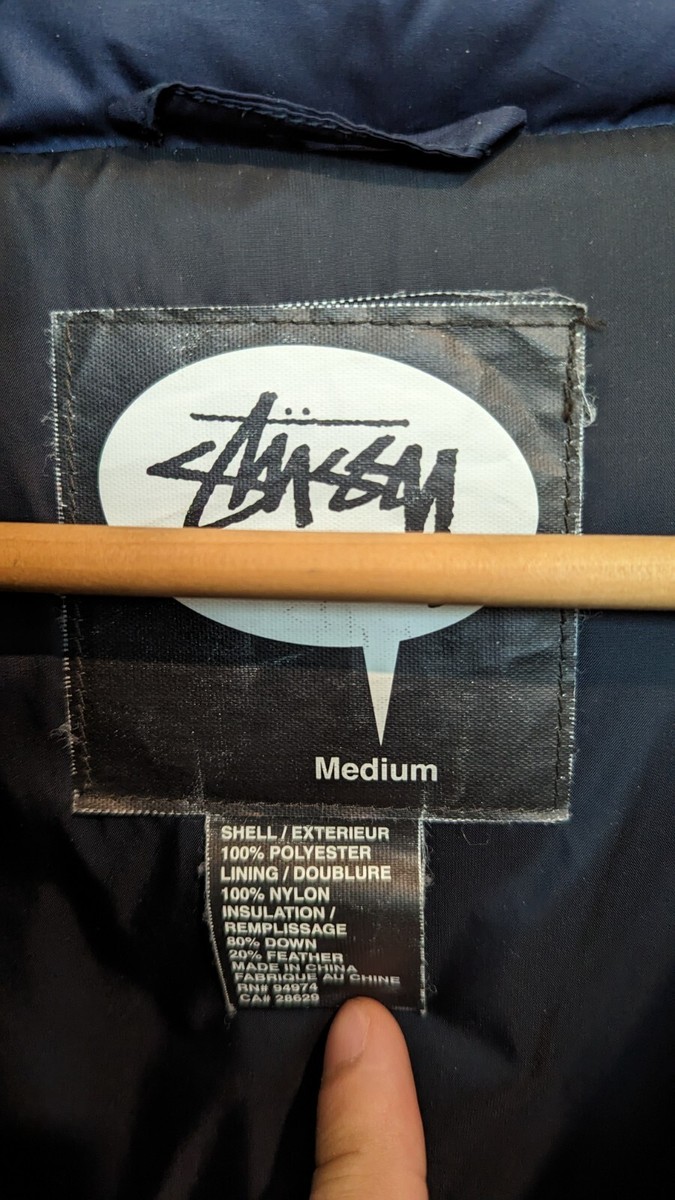 stüssy
Medium
SHELL / EXTERIEUR
100% POLYESTER
LINING / DOUBLURE
100% NYLON
INSULATION /
REMPLISSAGE
80% DOWN
20% FEATHER
MADE IN CHINA
FABRIQUE AU CHINE
RN# 94974
CA# 28629